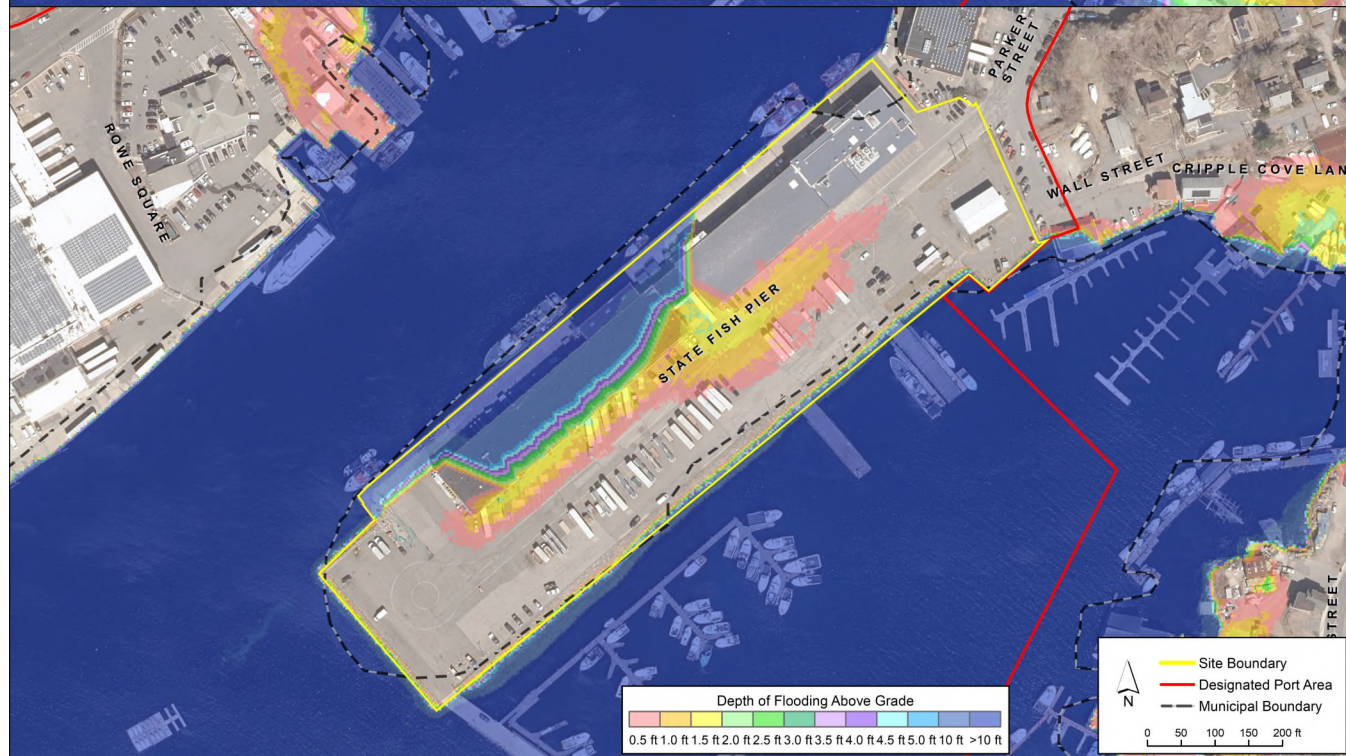 PARKER
STREET
ROWE SQUARE
WALL STREET
CRIPPLE COVE LAN
STATE FISH PIER
STREET
Depth of Flooding Above Grade
0.5 ft 1.0 ft 1.5 ft 2.0 ft 2.5 ft 3.0 ft 3.5 ft 4.0 ft 4.5 ft 5.0 ft 10 ft >10 ft
N
Site Boundary
Designated Port Area
Municipal Boundary
0 50 100 150 200 ft